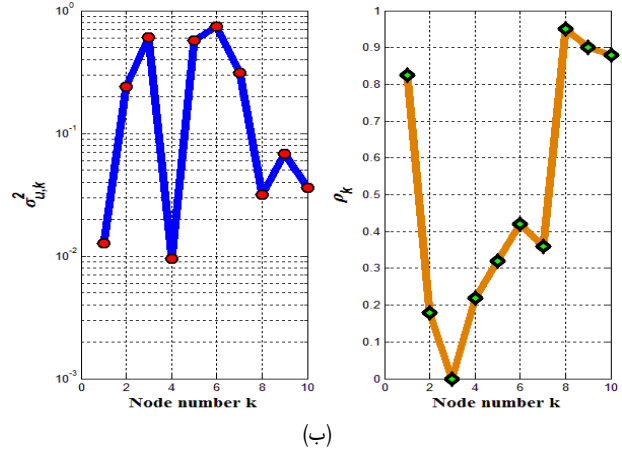 10^0
10^-1
10^-2
10^-3
σ²u,k
0 2 4 6 8 10
Node number k
1
0.9
0.8
0.7
0.6
0.5
0.4
0.3
0.2
0.1
0
ρk
0 2 4 6 8 10
Node number k
(ب)